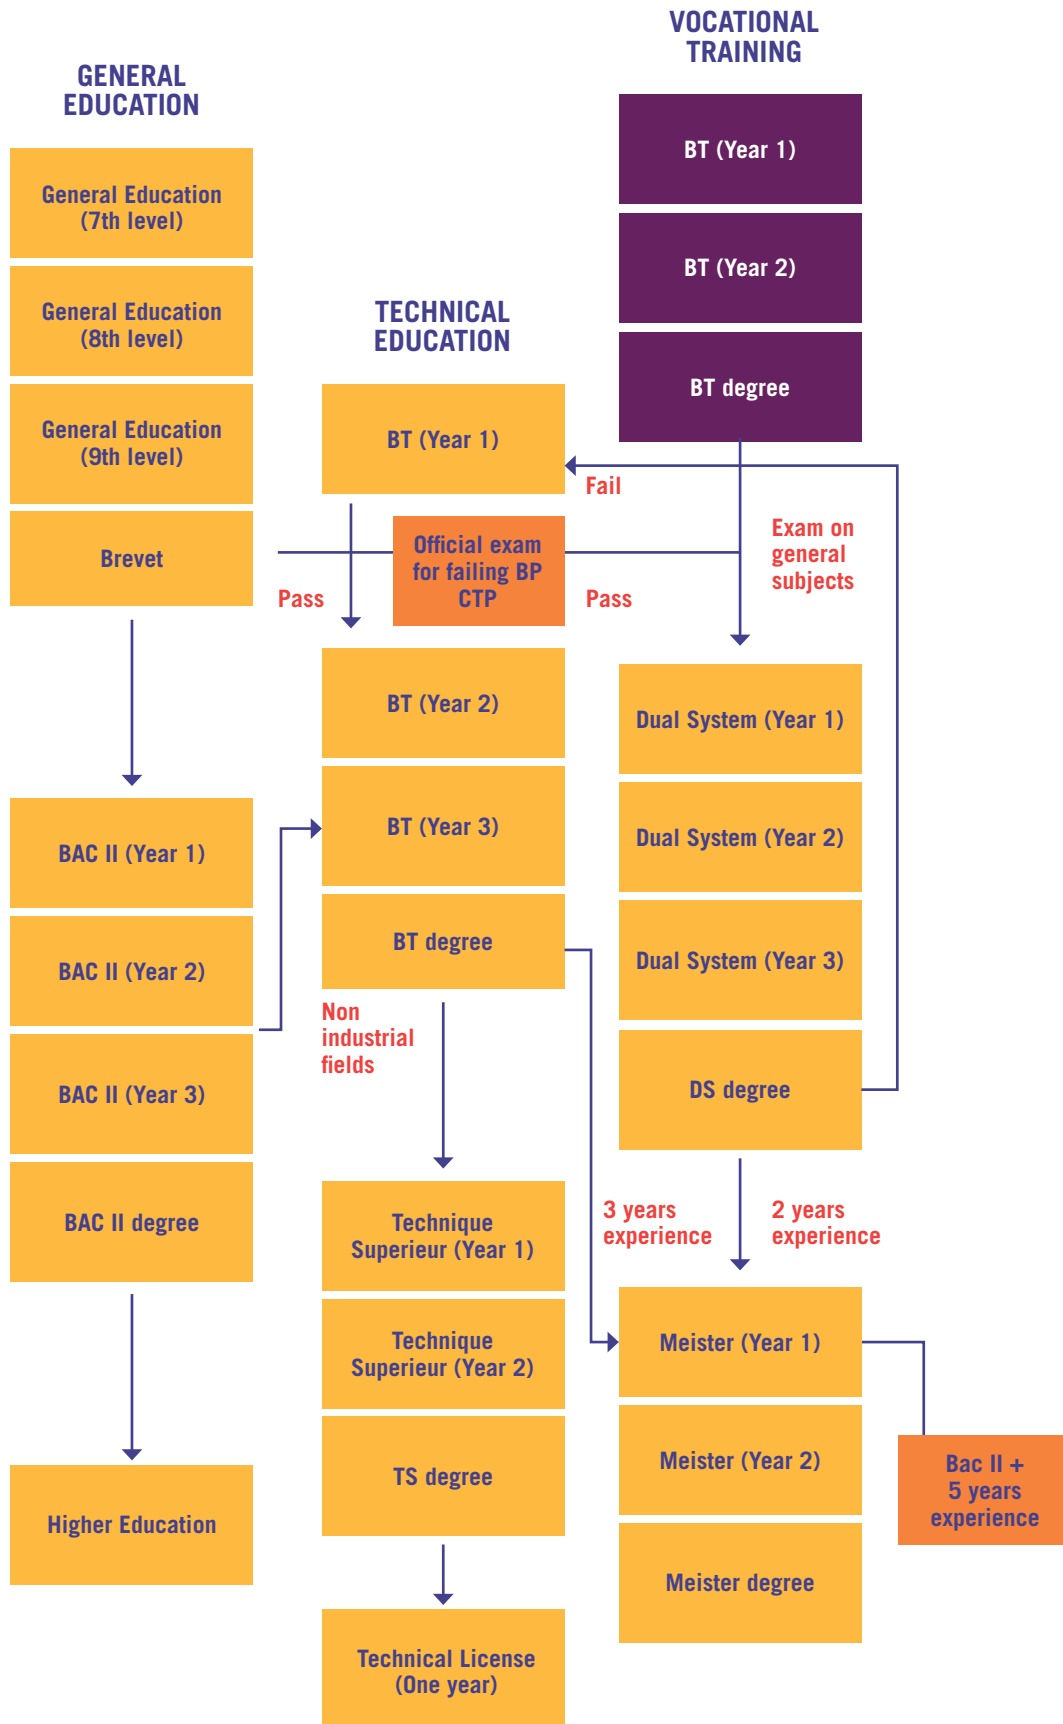 GENERAL
EDUCATION
General Education
(7th level)
General Education
(8th level)
General Education
(9th level)
Brevet
BAC II (Year 1)
BAC II (Year 2)
BAC II (Year 3)
BAC II degree
Higher Education
TECHNICAL
EDUCATION
BT (Year 1)
Pass
Official exam
for failing BP
CTP
Fail
Pass
BT (Year 2)
BT (Year 3)
BT degree
Non
industrial
fields
Technique
Superieur (Year 1)
Technique
Superieur (Year 2)
TS degree
Technical License
(One year)
VOCATIONAL
TRAINING
BT (Year 1)
BT (Year 2)
BT degree
Exam on
general
subjects
Dual System (Year 1)
Dual System (Year 2)
Dual System (Year 3)
DS degree
3 years
experience
2 years
experience
Meister (Year 1)
Meister (Year 2)
Meister degree
Bac II +
5 years
experience